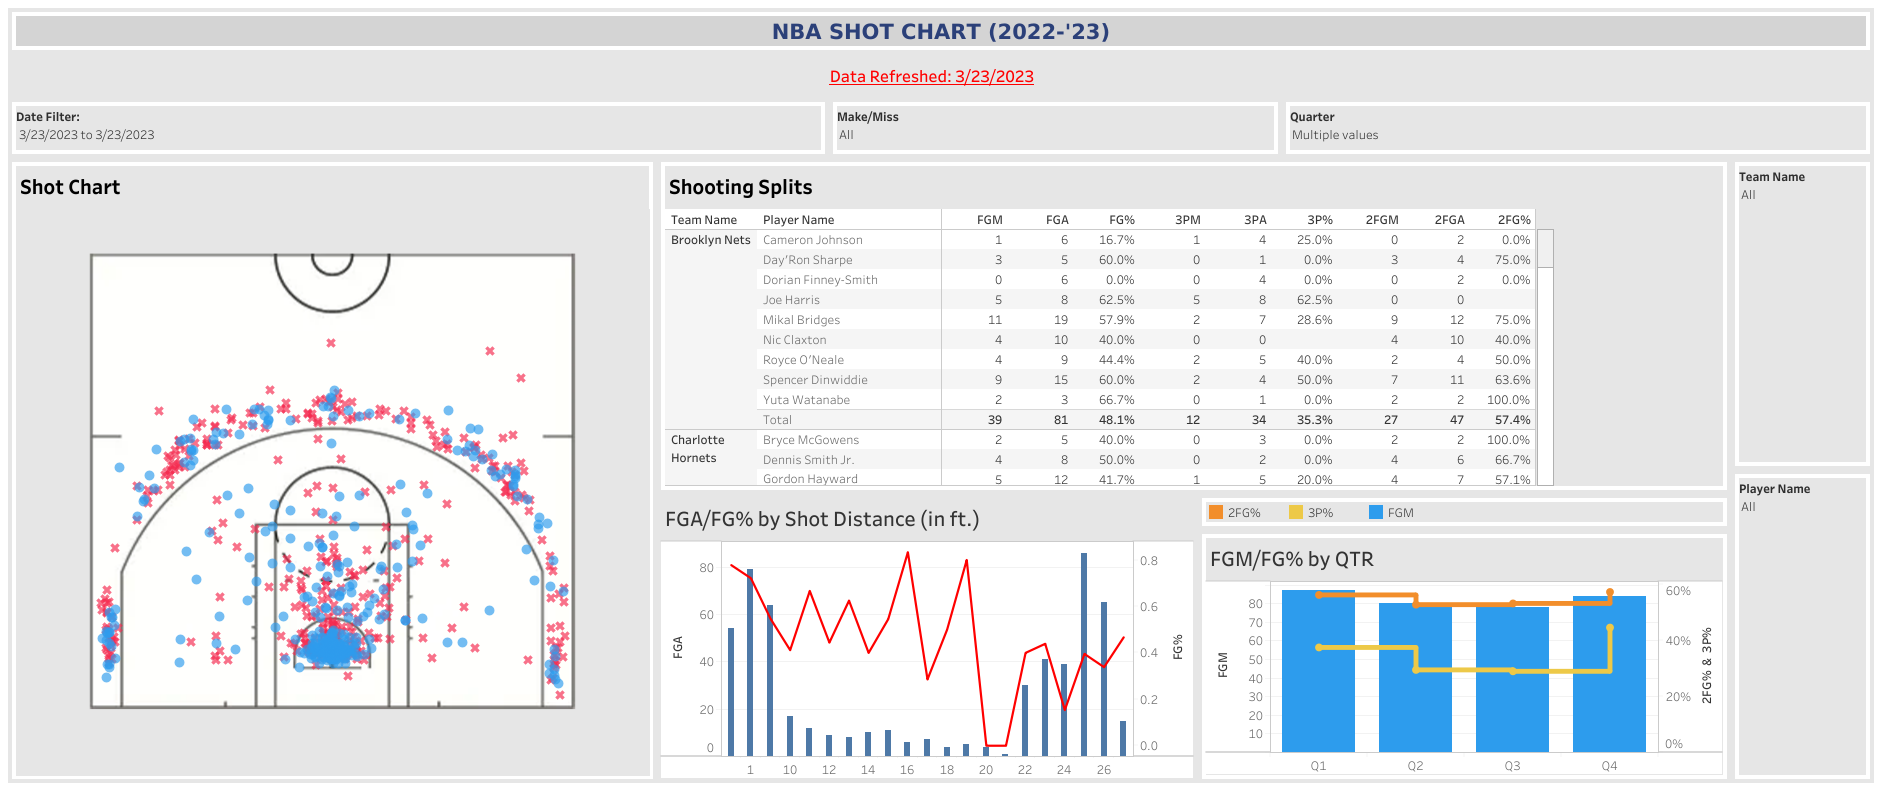 NBA SHOT CHART (2022-'23)
Data Refreshed: 3/23/2023
Date Filter:
3/23/2023 to 3/23/2023
Make/Miss
All
Quarter
Multiple values
Shot Chart
Shooting Splits
Team Name Player Name FGM FGA FG% 3PM 3PA 3P% 2FGM 2FGA 2FG%
Brooklyn Nets Cameron Johnson 1 6 16.7% 1 4 25.0% 0 2 0.0%
Day'Ron Sharpe 3 5 60.0% 0 1 0.0% 3 4 75.0%
Dorian Finney-Smith 0 6 0.0% 0 4 0.0% 0 2 0.0%
Joe Harris 5 8 62.5% 5 8 62.5% 0 0
Mikal Bridges 11 19 57.9% 2 7 28.6% 9 12 75.0%
Nic Claxton 4 10 40.0% 0 0 4 10 40.0%
Royce O'Neale 4 9 44.4% 2 5 40.0% 2 4 50.0%
Spencer Dinwiddie 9 15 60.0% 2 4 50.0% 7 11 63.6%
Yuta Watanabe 2 3 66.7% 0 1 0.0% 2 2 100.0%
Total 39 81 48.1% 12 34 35.3% 27 47 57.4%
Charlotte Bryce McGowens 2 5 40.0% 0 3 0.0% 2 2 100.0%
Hornets Dennis Smith Jr. 4 8 50.0% 0 2 0.0% 4 6 66.7%
Gordon Hayward 5 12 41.7% 1 5 20.0% 4 7 57.1%
Team Name
All
Player Name
All
FGA/FG% by Shot Distance (in ft.)
80
60
40
20
0
FGA
0.8
0.6
0.4
0.2
0.0
FG%
1 10 12 14 16 18 20 22 24 26
2FG% 3P% FGM
FGM/FG% by QTR
80
70
60
50
40
30
20
10
FGM
60%
40%
20%
0%
2FG% & 3P%
Q1 Q2 Q3 Q4